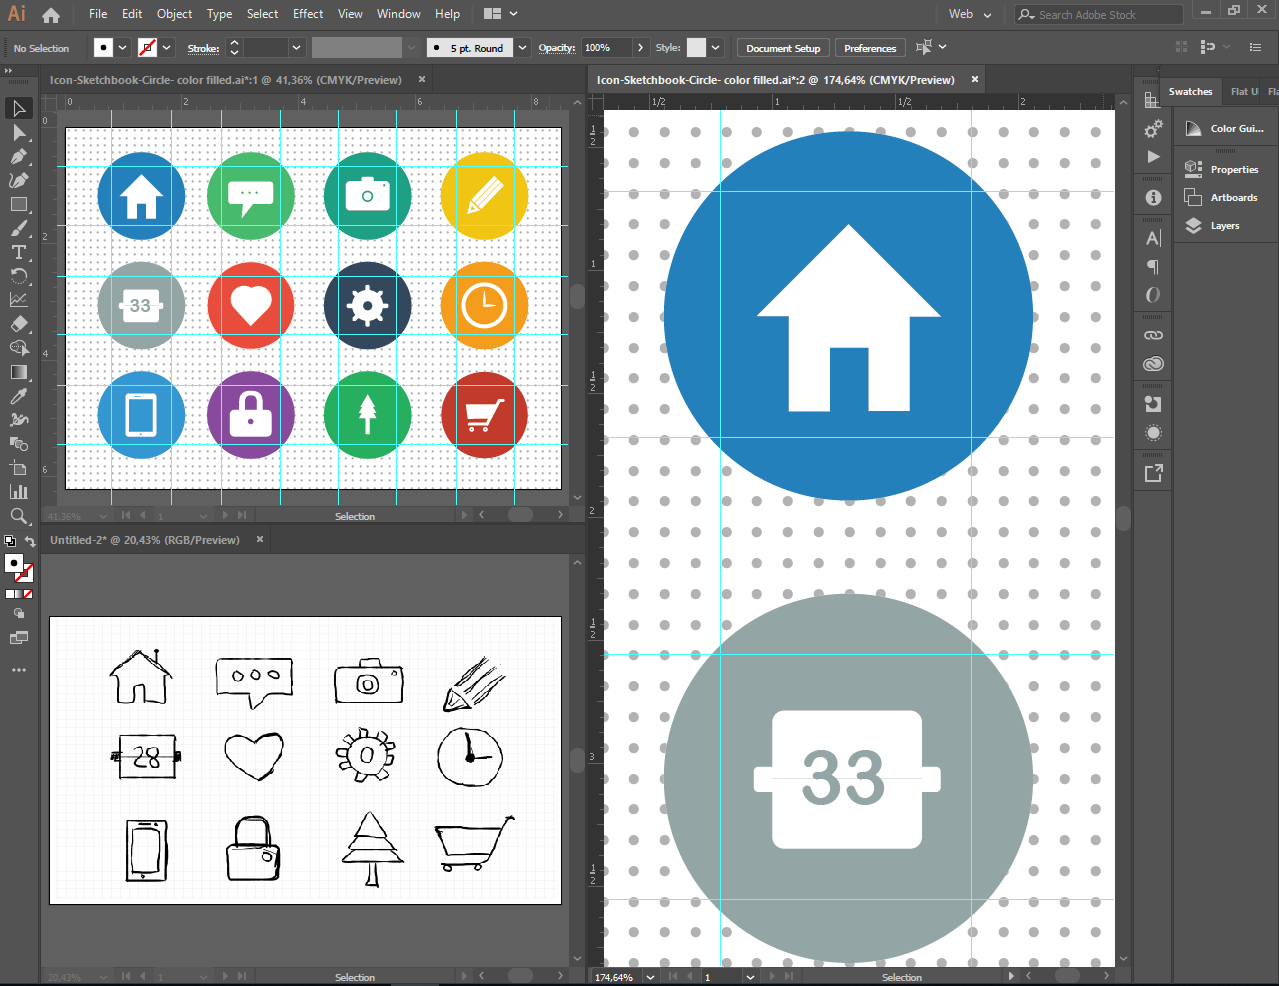 Ai File Edit Object Type Select Effect View Window Help Web Search Adobe Stock
No Selection Stroke: 5 pt. Round Opacity: 100% Style: Document Setup Preferences
Icon-Sketchbook-Circle- color filled.ai*:1 @ 41,36% (CMYK/Preview) ×
Icon-Sketchbook-Circle- color filled.ai*:2 @ 174,64% (CMYK/Preview) ×
Swatches Flat U Fla
0 2 4 6 8
1/2 1 1/2 2
0
2
4
6
33
1/2
1
1/2
2
1/2
3
1/2
33
Color Gui...
Properties
Artboards
Layers
41,36% 1 Selection
Untitled-2* @ 20,43% (RGB/Preview) ×
28
20,43% 1 Selection
174,64% 1 Selection